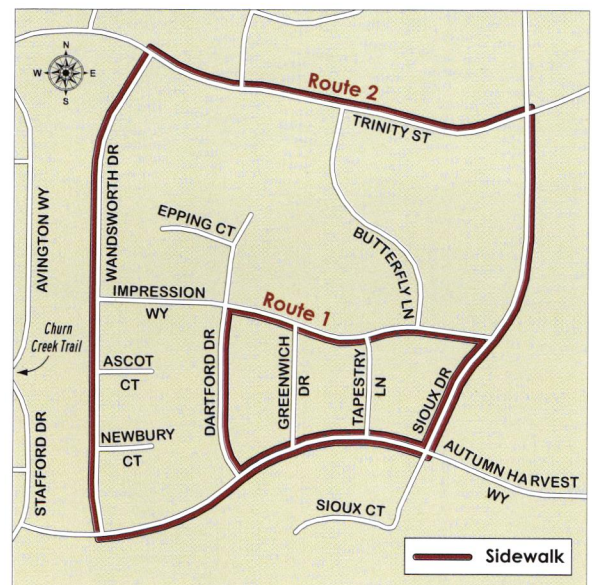 N
W E
S
Route 2
TRINITY ST
AVINGTON WY
WANDSWORTH DR
EPPING CT
BUTTERFLY LN
IMPRESSION
WY
Route 1
Churn
Creek Trail
ASCOT
CT
DARTFORD DR
GREENWICH
DR
TAPESTRY
LN
SIOUX DR
NEWBURY
CT
STAFFORD DR
AUTUMN HARVEST
WY
SIOUX CT
Sidewalk